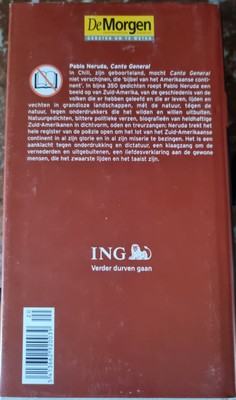 De Morgen
GEBETEN OM TE WETEN
Pablo Neruda, Canto General
In Chili, zijn geboorteland, mocht Canto General
niet verschijnen, die 'bijbel van het Amerikaanse conti-
nent'. In bijna 350 gedichten roept Pablo Neruda een
beeld op van Zuid-Amerika, van de geschiedenis van de
volken die er hebben geleefd en die er leven, lijden en
vechten in grandioze landschappen, mét de natuur, tégen de
natuur, tegen de onderdrukkers die het wilden en willen uitbuiten.
Natuurgedichten, bittere politieke verzen, biografieën van heldhaftige
Zuid-Amerikanen in dichtvorm, oden en treurzangen: Neruda trekt het
hele register van de poëzie open om het lot van het Zuid-Amerikaanse
continent in al zijn glorie en in al zijn miserie te bezingen. Het is een
aanklacht tegen onderdrukking en dictatuur, een klaagzang om de
vernederden en uitgebuitenen, een liefdesverklaring aan de gewone
mensen, die het zwaarste lijden en het taaist zijn.
ING
Verder durven gaan